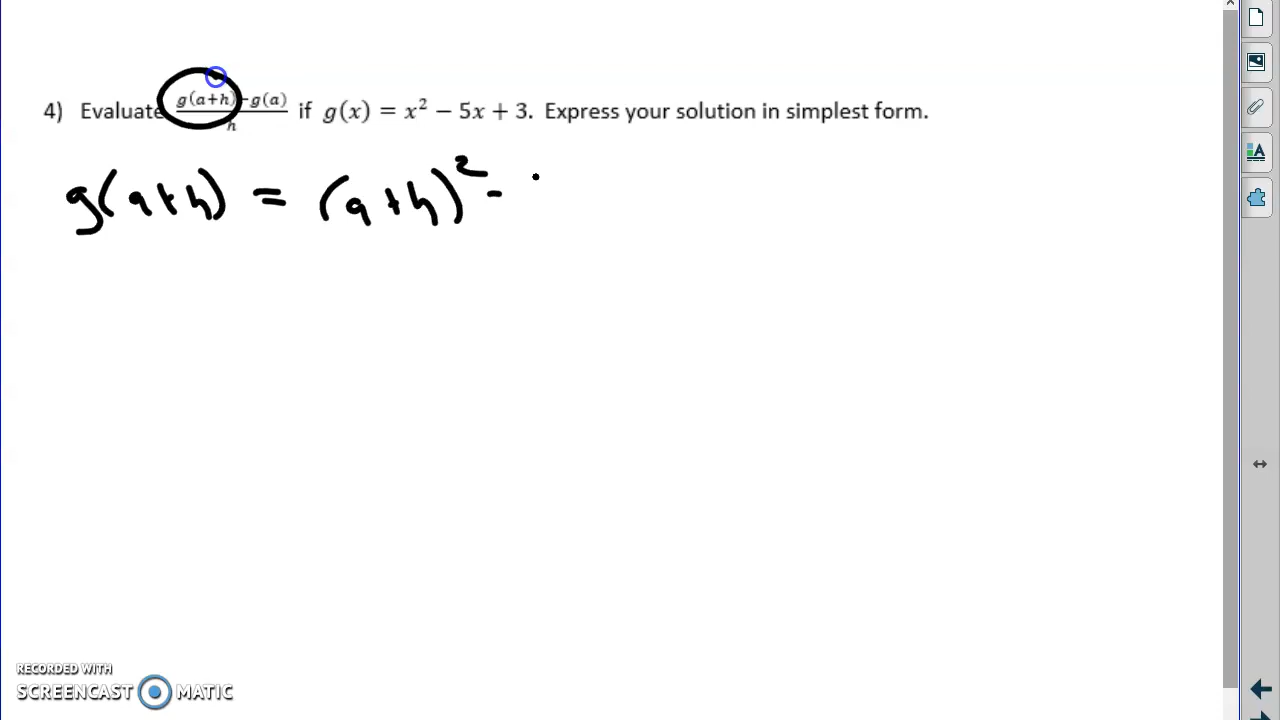 4) Evaluate g(a+h)-g(a)/h if g(x) = x² − 5x + 3. Express your solution in simplest form.
g(a+h) = (a+h)² -
RECORDED WITH
SCREENCAST MATIC